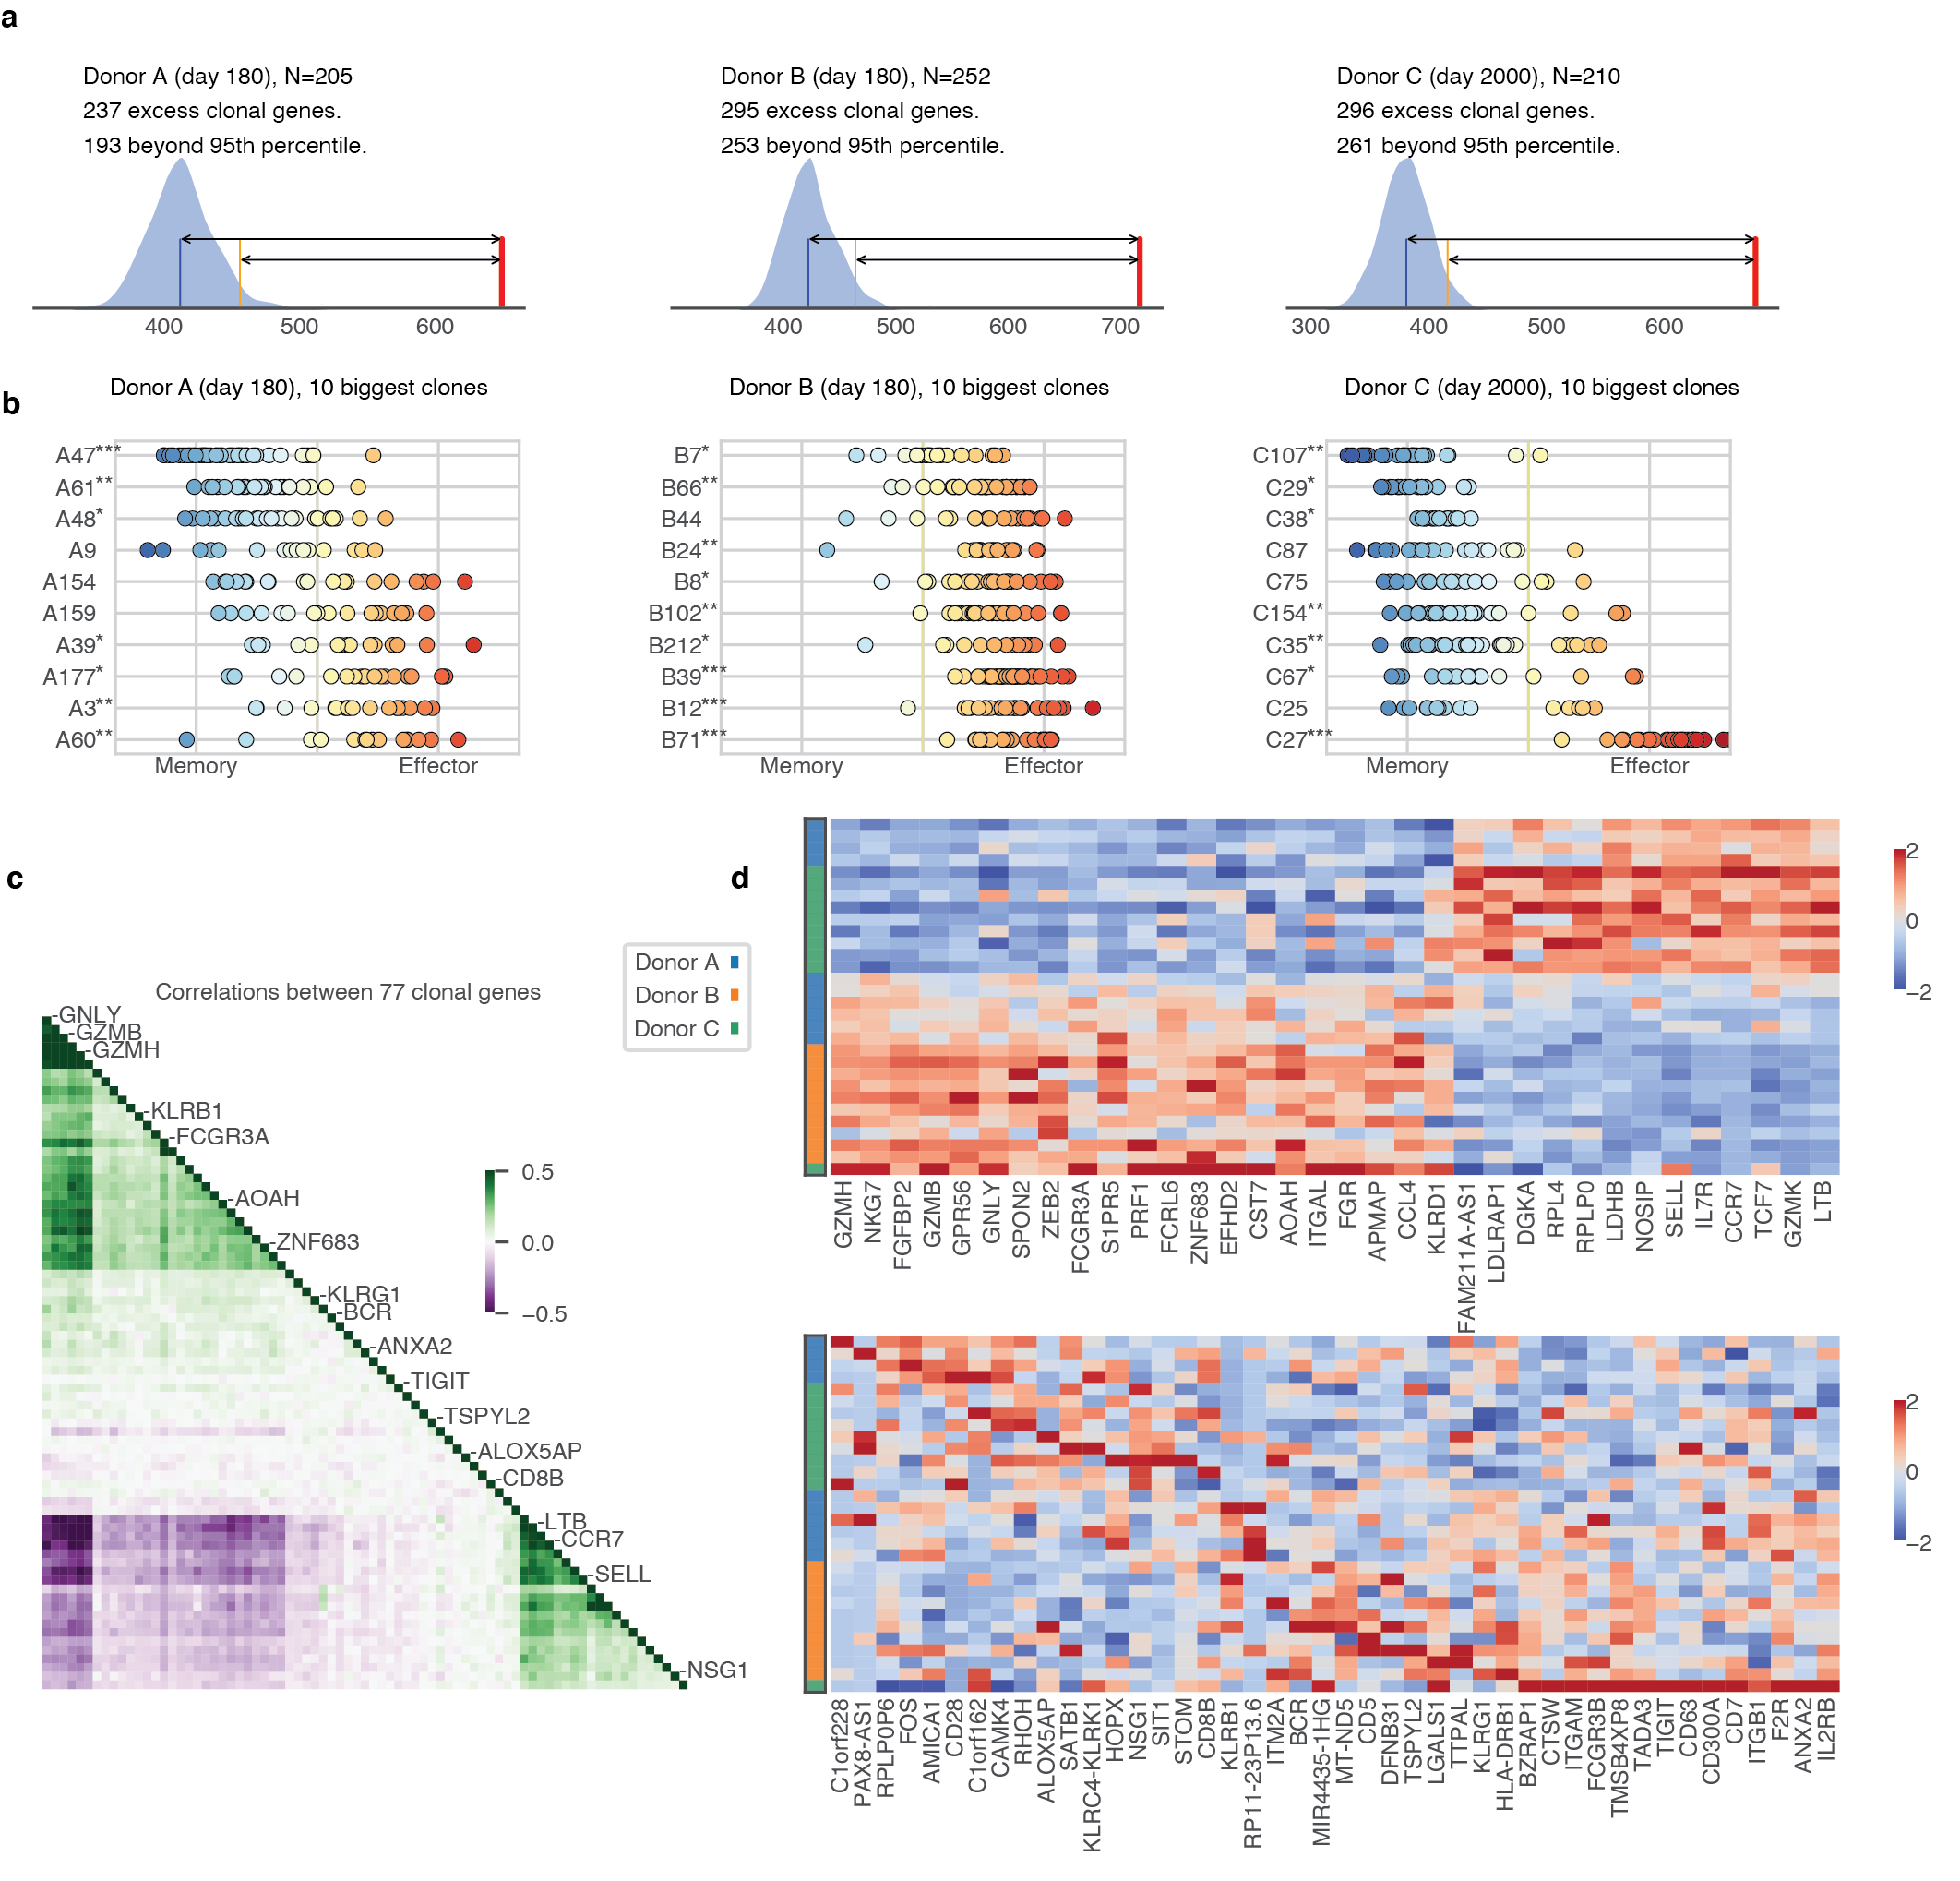 a
Donor A (day 180), N=205
237 excess clonal genes.
193 beyond 95th percentile.
400 500 600
Donor B (day 180), N=252
295 excess clonal genes.
253 beyond 95th percentile.
400 500 600 700
Donor C (day 2000), N=210
296 excess clonal genes.
261 beyond 95th percentile.
300 400 500 600
b
Donor A (day 180), 10 biggest clones
A47***
A61**
A48*
A9
A154
A159
A39*
A177*
A3**
A60**
Memory Effector
Donor B (day 180), 10 biggest clones
B7*
B66**
B44
B24**
B8*
B102**
B212*
B39***
B12***
B71***
Memory Effector
Donor C (day 2000), 10 biggest clones
C107**
C29*
C38*
C87
C75
C154**
C35**
C67*
C25
C27***
Memory Effector
c
Correlations between 77 clonal genes
-GNLY
-GZMB
-GZMH
-KLRB1
-FCGR3A
-AOAH
-ZNF683
-KLRG1
-BCR
-ANXA2
-TIGIT
-TSPYL2
-ALOX5AP
-CD8B
-LTB
-CCR7
-SELL
-NSG1
0.5
0.0
−0.5
Donor A
Donor B
Donor C
d
2
0
−2
GZMH
NKG7
FGFBP2
GZMB
GPR56
GNLY
SPON2
ZEB2
FCGR3A
S1PR5
PRF1
FCRL6
ZNF683
EFHD2
CST7
AOAH
ITGAL
FGR
APMAP
CCL4
KLRD1
FAM211A-AS1
LDLRAP1
DGKA
RPL4
RPLP0
LDHB
NOSIP
SELL
IL7R
CCR7
TCF7
GZMK
LTB
2
0
−2
C1orf228
PAX8-AS1
RPLP0P6
FOS
AMICA1
CD28
C1orf162
CAMK4
RHOH
ALOX5AP
SATB1
KLRC4-KLRK1
HOPX
NSG1
SIT1
STOM
CD8B
KLRB1
RP11-23P13.6
ITM2A
BCR
MIR4435-1HG
MT-ND5
CD5
DFNB31
TSPYL2
LGALS1
TTPAL
KLRG1
HLA-DRB1
BZRAP1
CTSW
ITGAM
FCGR3B
TMSB4XP8
TADA3
TIGIT
CD63
CD300A
CD7
ITGB1
F2R
ANXA2
IL2RB